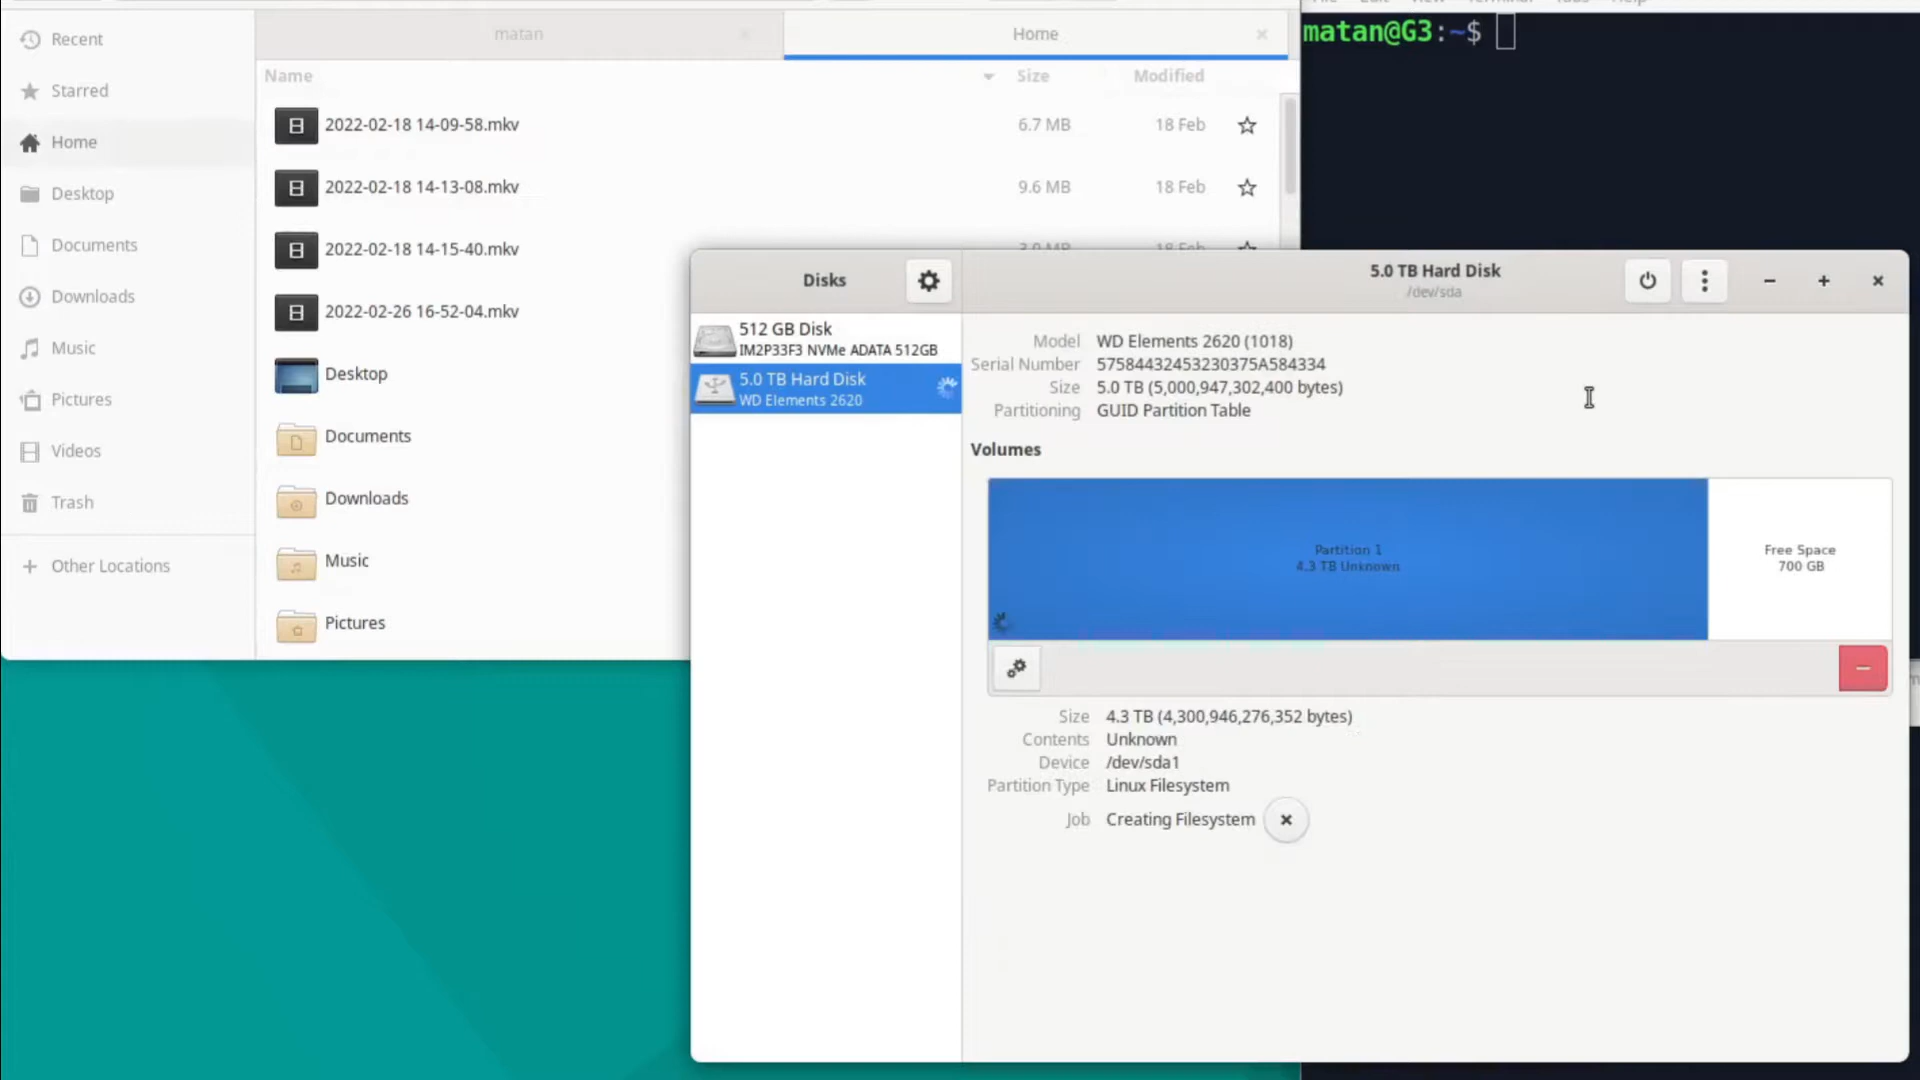 Recent
Starred
Home
Desktop
Documents
Downloads
Music
Pictures
Videos
Trash
Other Locations
matan
Home
Name
Size
Modified
2022-02-18 14-09-58.mkv
6.7 MB
18 Feb
2022-02-18 14-13-08.mkv
9.6 MB
18 Feb
2022-02-18 14-15-40.mkv
18 Feb
2022-02-26 16-52-04.mkv
Desktop
Documents
Downloads
Music
Pictures
matan@G3:~$
Disks
5.0 TB Hard Disk
/dev/sda
512 GB Disk
IM2P33F3 NVMe ADATA 512GB
5.0 TB Hard Disk
WD Elements 2620
Model WD Elements 2620 (1018)
Serial Number 57584432453230375A584334
Size 5.0 TB (5,000,947,302,400 bytes)
Partitioning GUID Partition Table
Volumes
Partition 1
4.3 TB Unknown
Free Space
700 GB
Size 4.3 TB (4,300,946,276,352 bytes)
Contents Unknown
Device /dev/sda1
Partition Type Linux Filesystem
Job Creating Filesystem